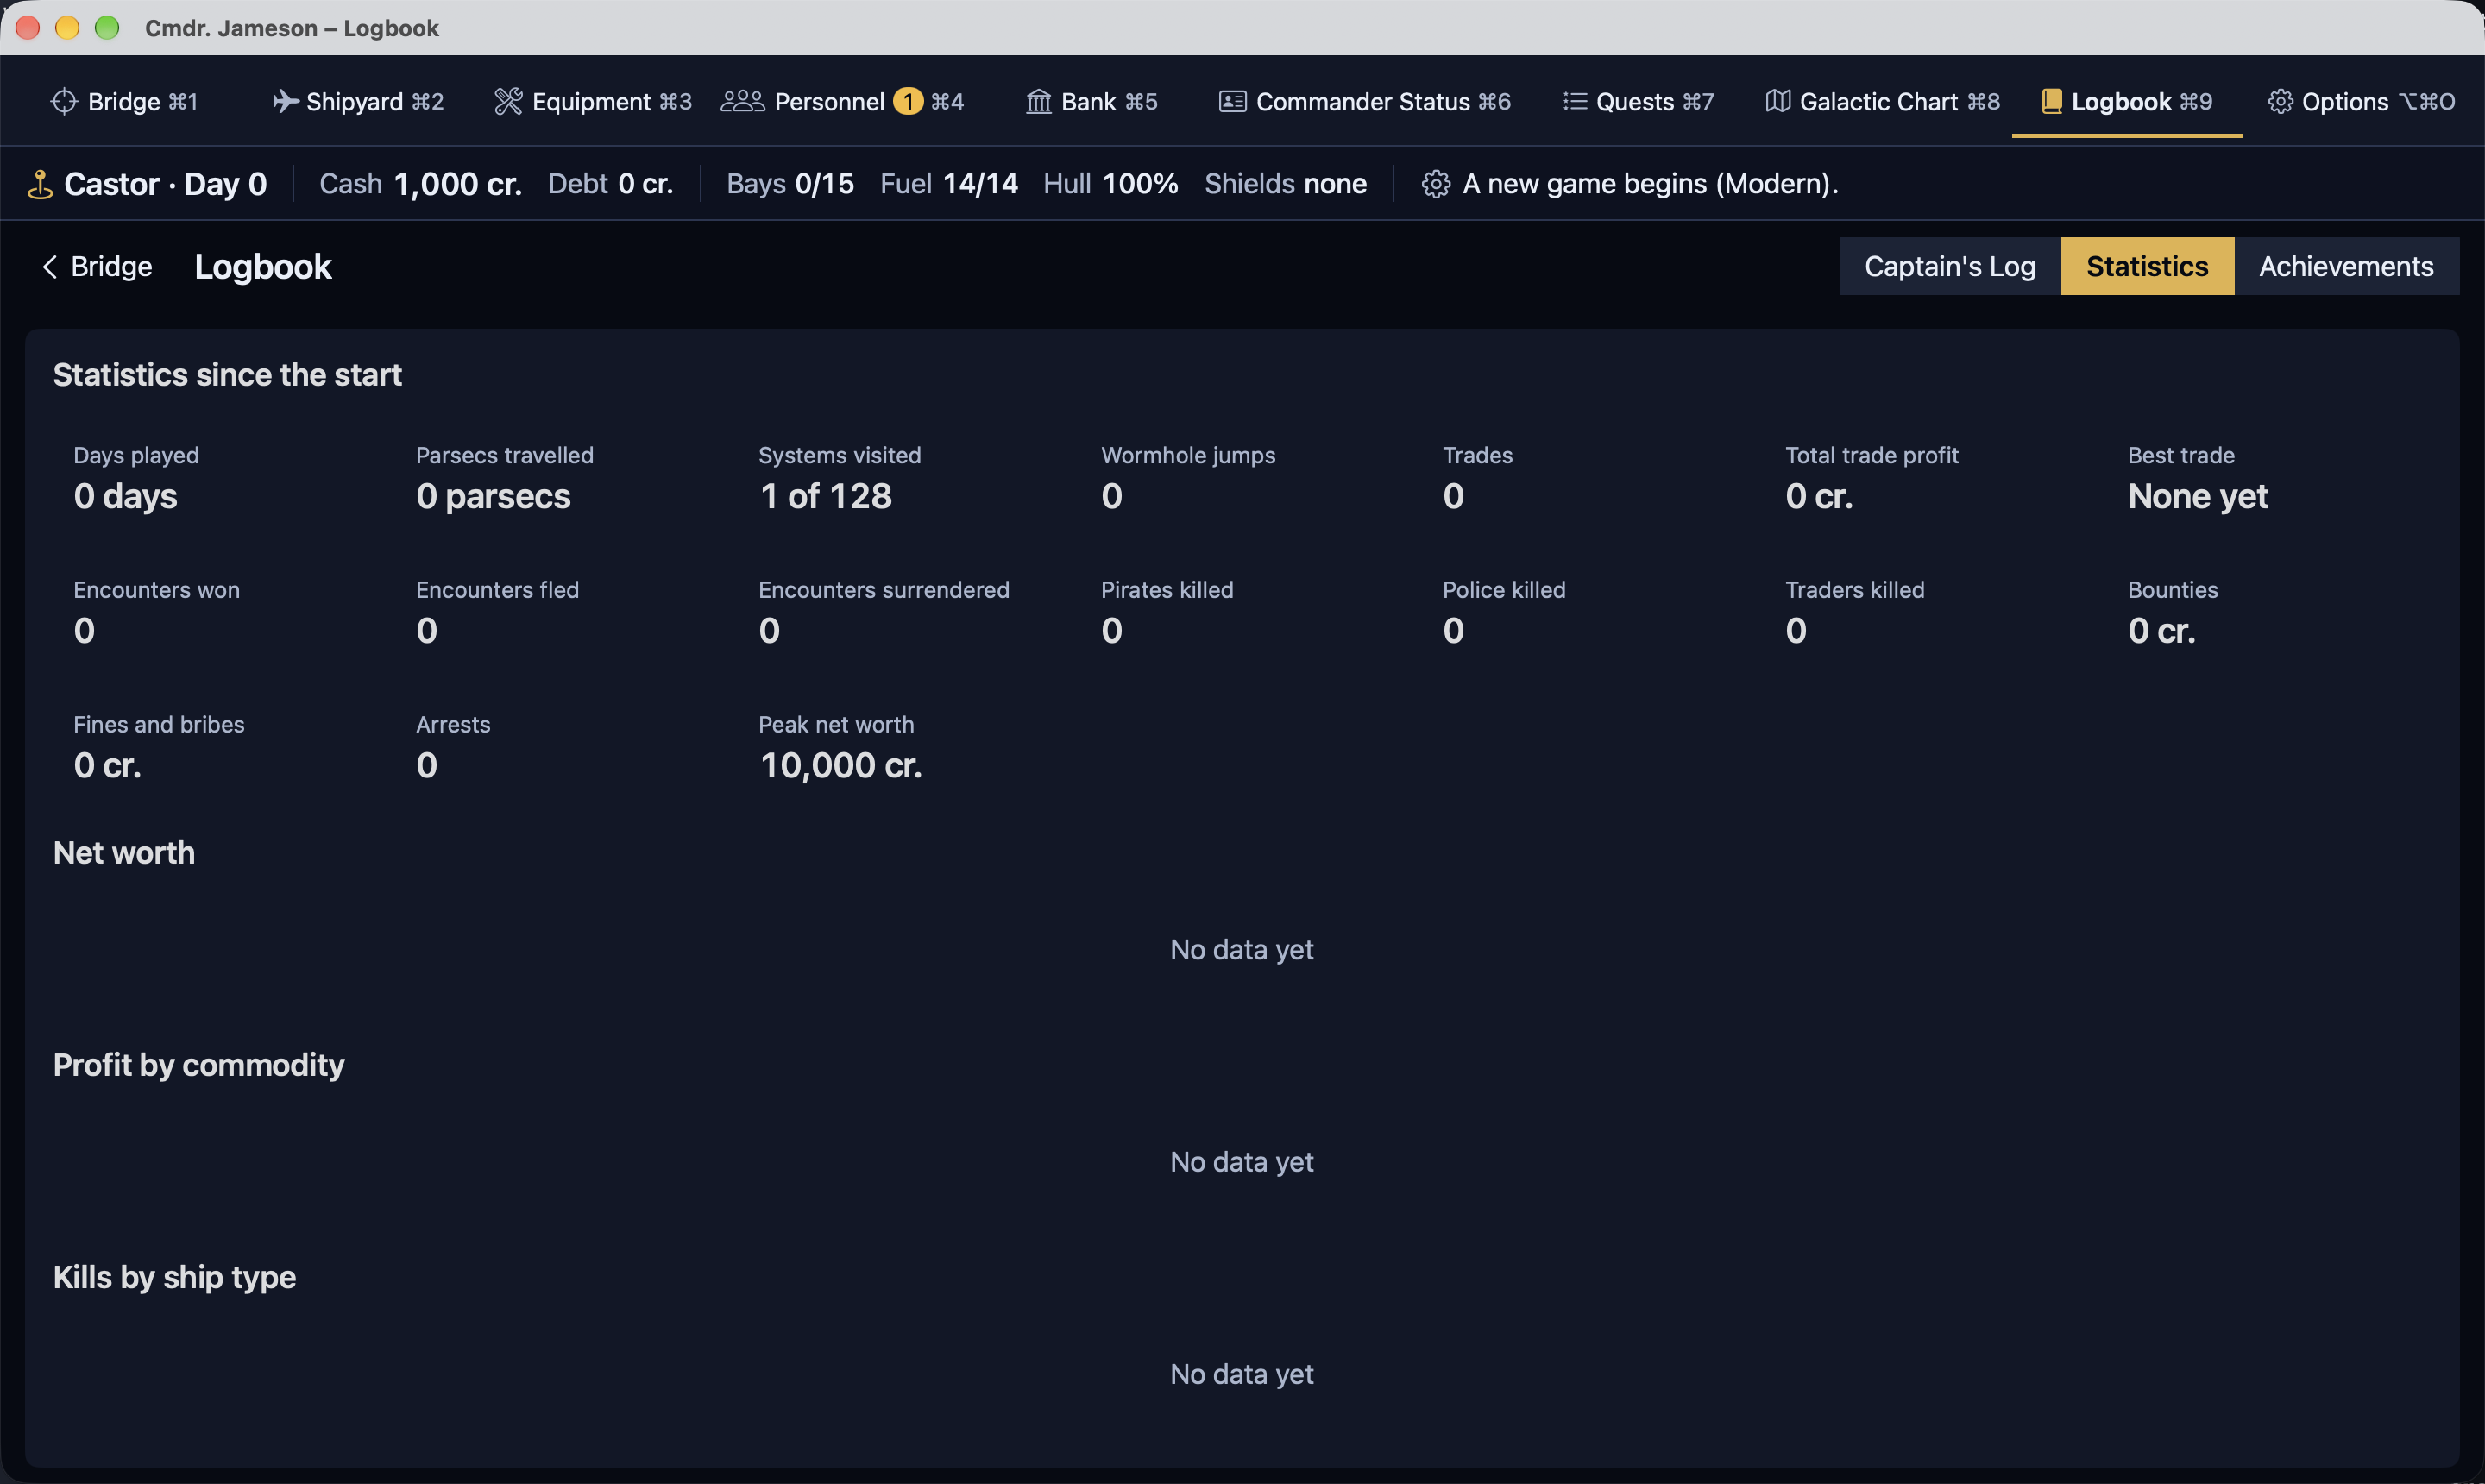 Cmdr. Jameson – Logbook
Bridge ⌘1 Shipyard ⌘2 Equipment ⌘3 Personnel 1 ⌘4 Bank ⌘5 Commander Status ⌘6 Quests ⌘7 Galactic Chart ⌘8 Logbook ⌘9 Options ⌥⌘O
Castor · Day 0 Cash 1,000 cr. Debt 0 cr. Bays 0/15 Fuel 14/14 Hull 100% Shields none A new game begins (Modern).
Bridge Logbook Captain's Log Statistics Achievements
Statistics since the start
Days played Parsecs travelled Systems visited Wormhole jumps Trades Total trade profit Best trade
0 days 0 parsecs 1 of 128 0 0 0 cr. None yet
Encounters won Encounters fled Encounters surrendered Pirates killed Police killed Traders killed Bounties
0 0 0 0 0 0 0 cr.
Fines and bribes Arrests Peak net worth
0 cr. 0 10,000 cr.
Net worth
No data yet
Profit by commodity
No data yet
Kills by ship type
No data yet